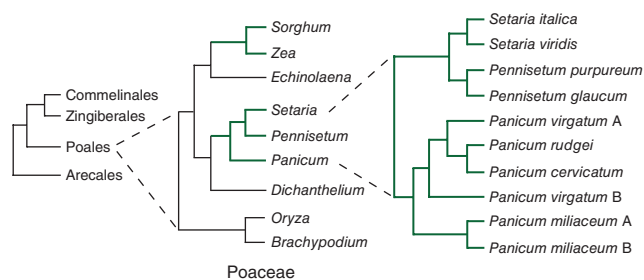 Commelinales
Zingiberales
Poales
Arecales
Sorghum
Zea
Echinolaena
Setaria
Pennisetum
Panicum
Dichanthelium
Oryza
Brachypodium
Poaceae
Setaria italica
Setaria viridis
Pennisetum purpureum
Pennisetum glaucum
Panicum virgatum A
Panicum rudgei
Panicum cervicatum
Panicum virgatum B
Panicum miliaceum A
Panicum miliaceum B